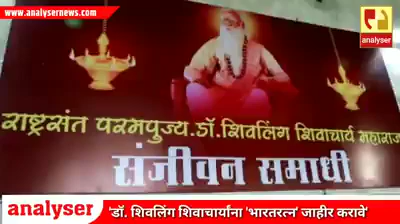 www.analysernews.com
analyser
राष्ट्रसंत परमपुज्य.डॉ.शिवलिंग शिवाचार्य महाराज
संजीवन समाधी
analyser 'डॉ. शिवलिंग शिवाचार्यांना 'भारतरत्न' जाहीर करावे'